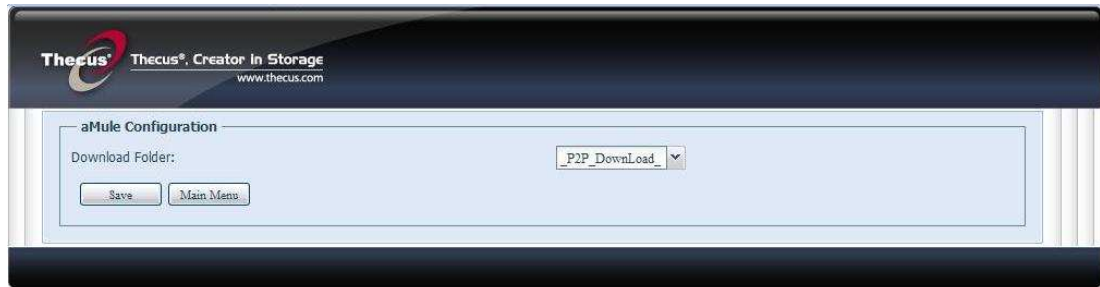 Thecus®
Thecus®, Creator in Storage
www.thecus.com
aMule Configuration
Download Folder:
_P2P_DownLoad_
Save
Main Menu